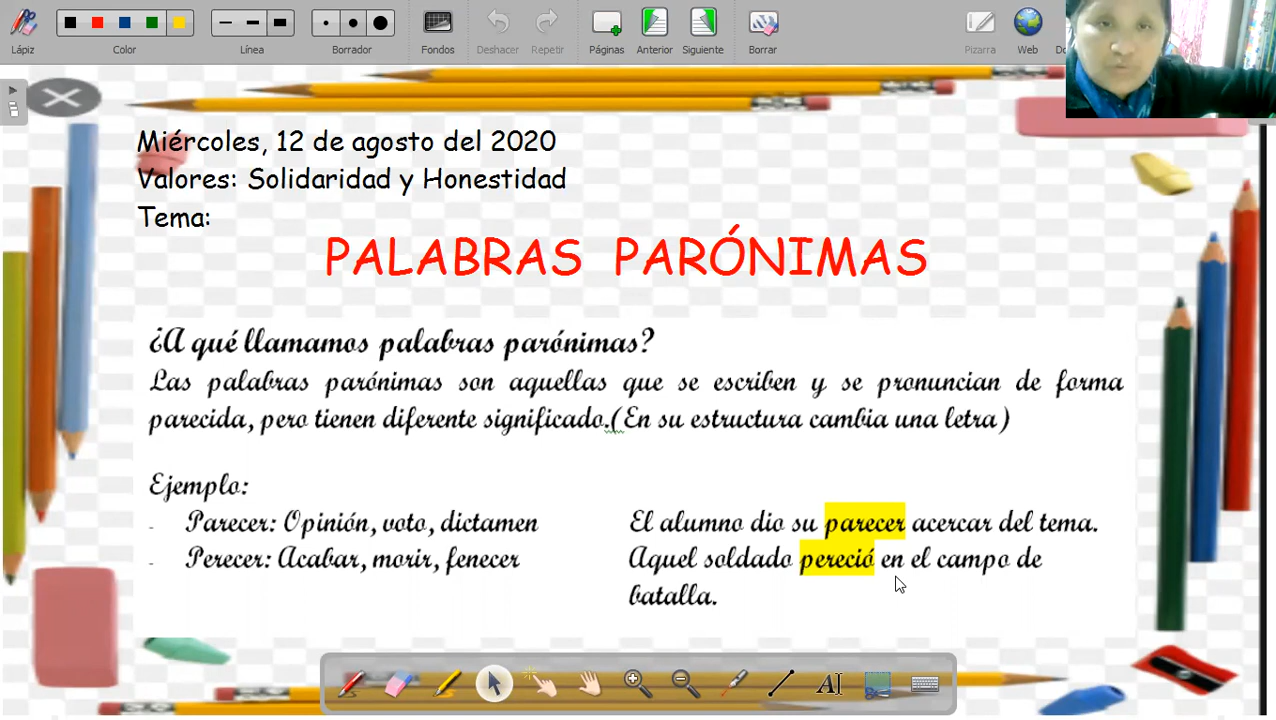 Lápiz Color Línea Borrador Fondos Deshacer Repetir Páginas Anterior Siguiente Borrar Pizarra Web
Miércoles, 12 de agosto del 2020
Valores: Solidaridad y Honestidad
Tema:
PALABRAS PARÓNIMAS
¿A qué llamamos palabras parónimas?
Las palabras parónimas son aquellas que se escriben y se pronuncian de forma
parecida, pero tienen diferente significado.(En su estructura cambia una letra)
Ejemplo:
- Parecer: Opinión, voto, dictamen
El alumno dio su parecer acercar del tema.
- Perecer: Acabar, morir, fenecer
Aquel soldado pereció en el campo de
batalla.